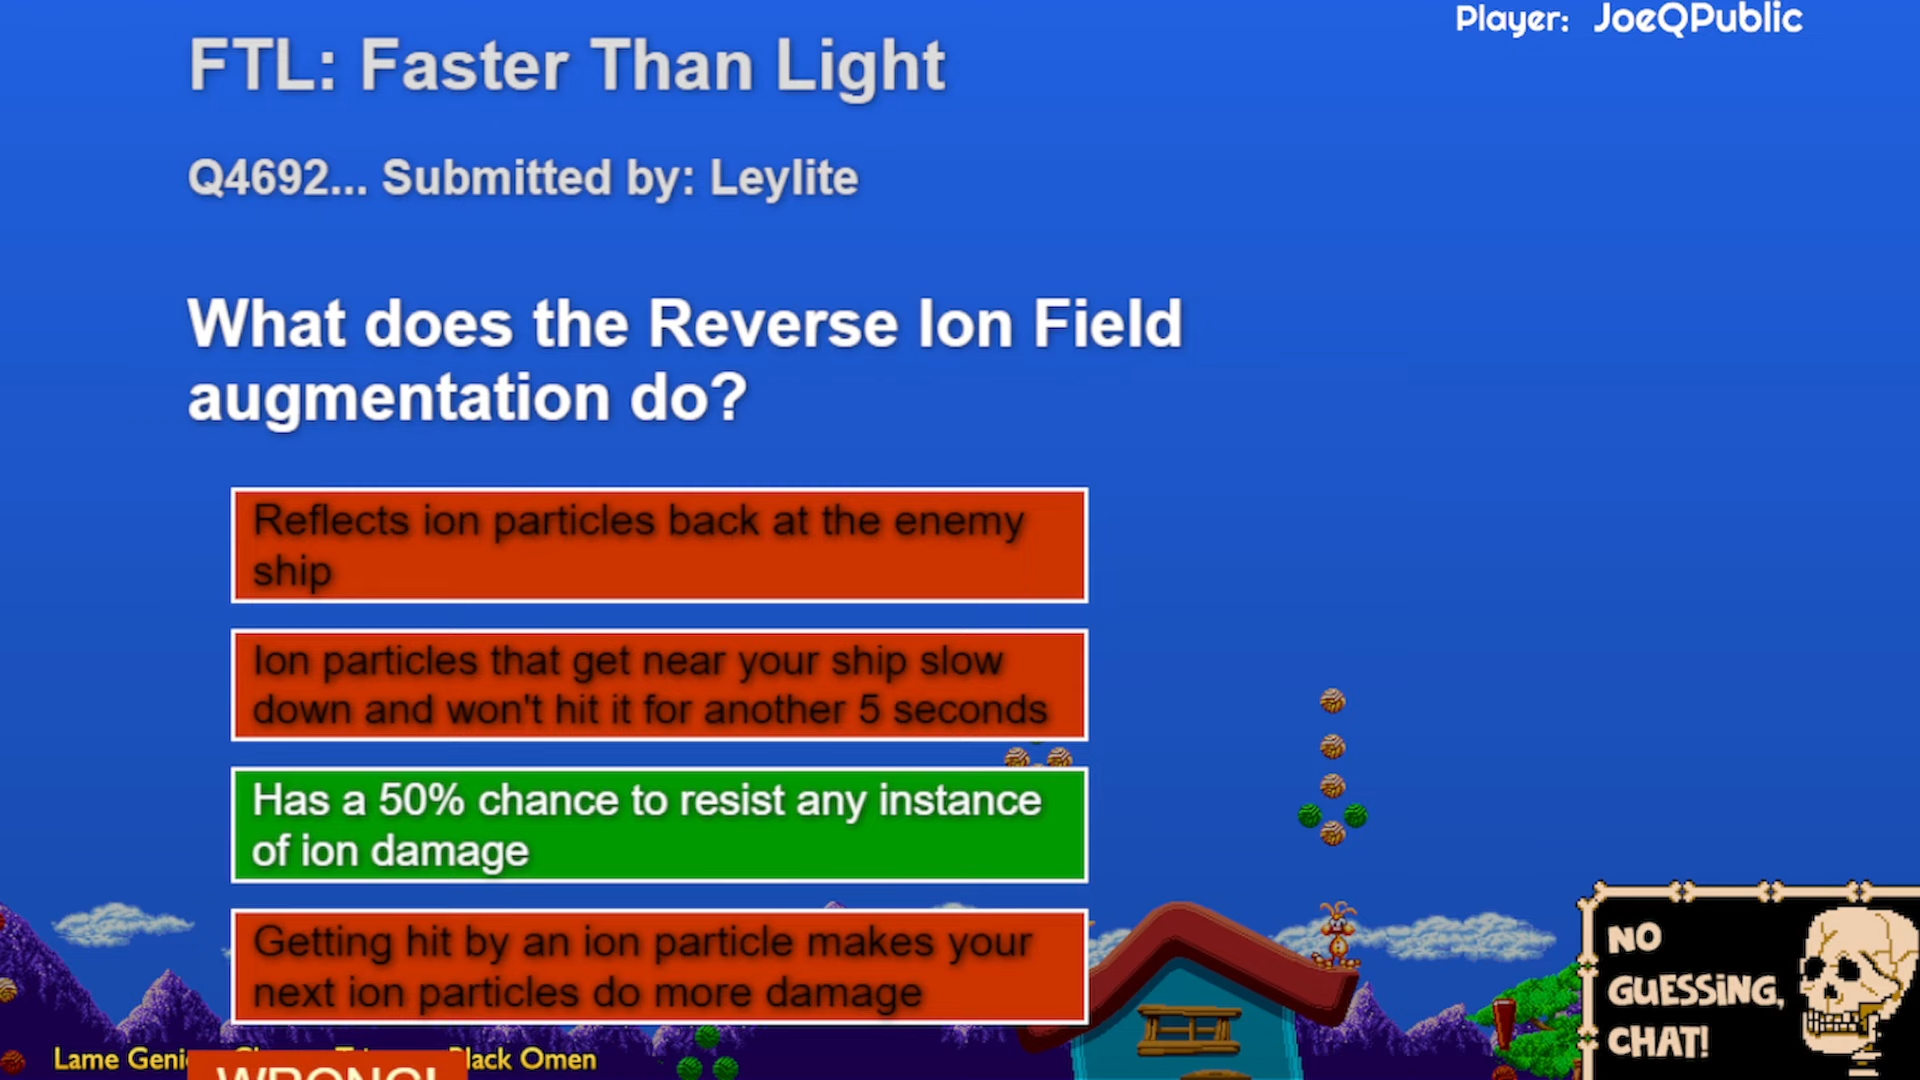 Player: JoeQPublic
FTL: Faster Than Light
Q4692... Submitted by: Leylite
What does the Reverse Ion Field
augmentation do?
Reflects ion particles back at the enemy
ship
Ion particles that get near your ship slow
down and won't hit it for another 5 seconds
Has a 50% chance to resist any instance
of ion damage
Getting hit by an ion particle makes your
next ion particles do more damage
NO
GUESSING,
CHAT!
Lame Black Omen
WRONG!